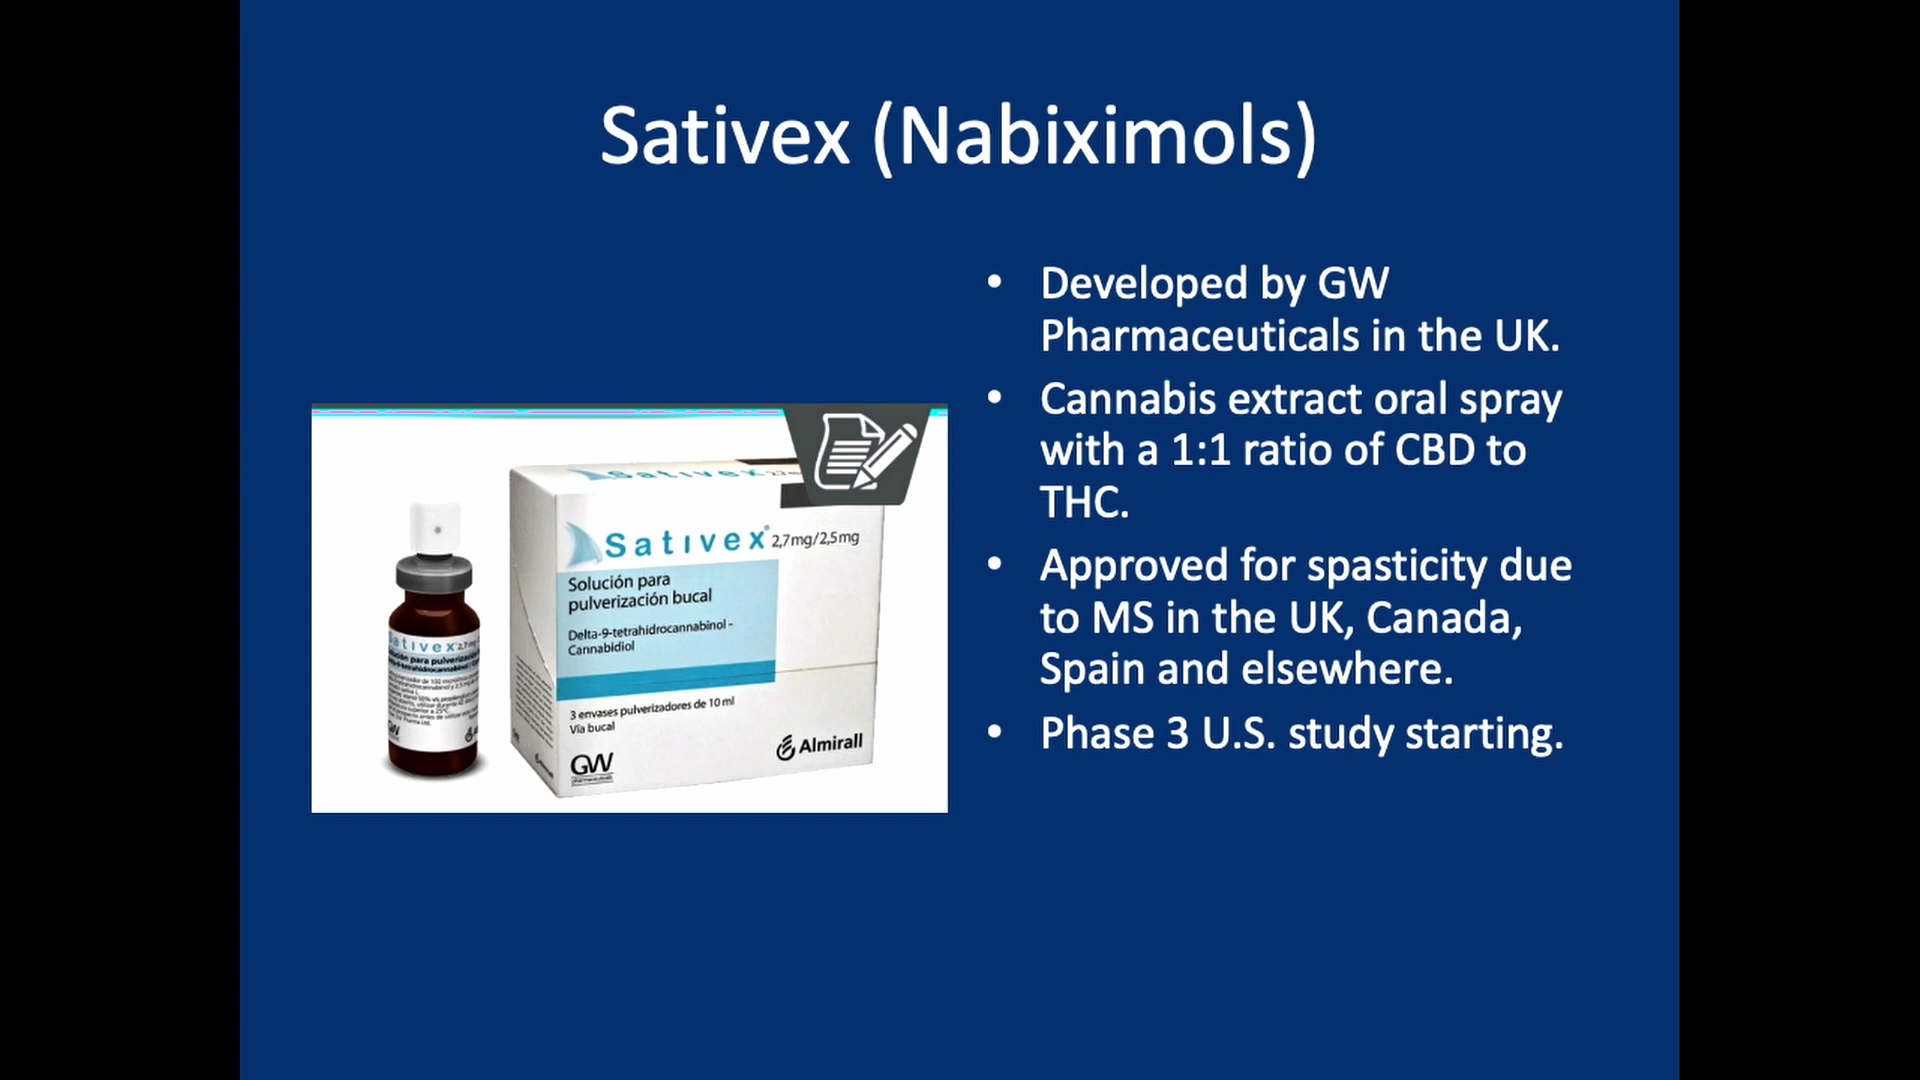 Sativex (Nabiximols)
• Developed by GW
Pharmaceuticals in the UK.
• Cannabis extract oral spray
with a 1:1 ratio of CBD to
THC.
• Approved for spasticity due
to MS in the UK, Canada,
Spain and elsewhere.
• Phase 3 U.S. study starting.
Sativex
Sativex® 2,7mg/2,5mg
Solución para
pulverización bucal
Delta-9-tetrahidrocannabinol -
Cannabidiol
3 envases pulverizadores de 10 ml
Vía bucal
GW
pharmaceuticals
Almirall